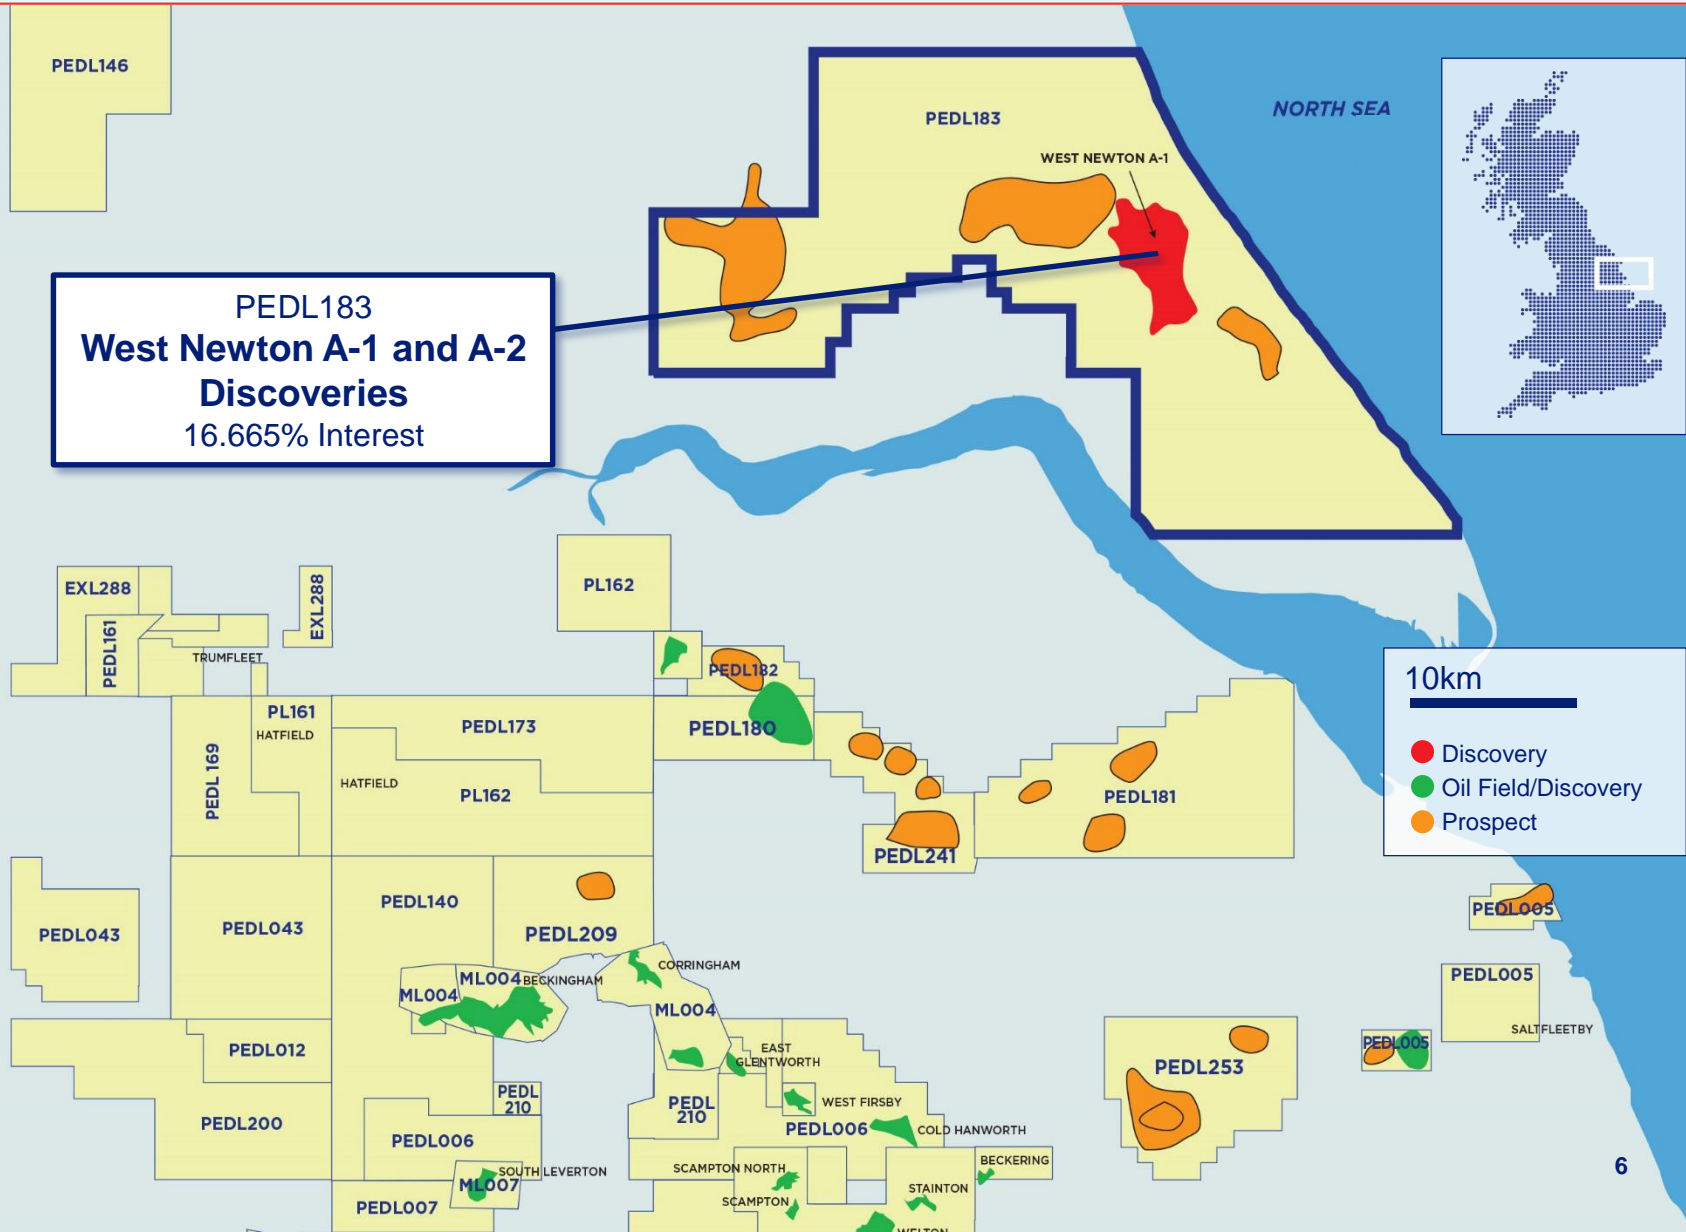 PEDL146
PEDL183
NORTH SEA
WEST NEWTON A-1
PEDL183
West Newton A-1 and A-2
Discoveries
16.665% Interest
EXL288
EXL288
PL162
PEDL161
TRUMFLEET
PEDL182
10km
PL161
HATFIELD
PEDL173
PEDL180
Discovery
PEDL 169
HATFIELD
PL162
PEDL181
Oil Field/Discovery
Prospect
PEDL241
PEDL043
PEDL043
PEDL140
PEDL209
PEDL005
CORRINGHAM
ML004
ML004
BECKINGHAM
PEDL005
ML004
SALTFLEETBY
PEDL012
EAST
GLENTWORTH
PEDL005
PEDL253
PEDL
210
PEDL
210
WEST FIRSBY
PEDL200
PEDL006
PEDL006
COLD HANWORTH
SOUTH LEVERTON
ML007
SCAMPTON NORTH
BECKERING
6
STAINTON
SCAMPTON
PEDL007
WELTON